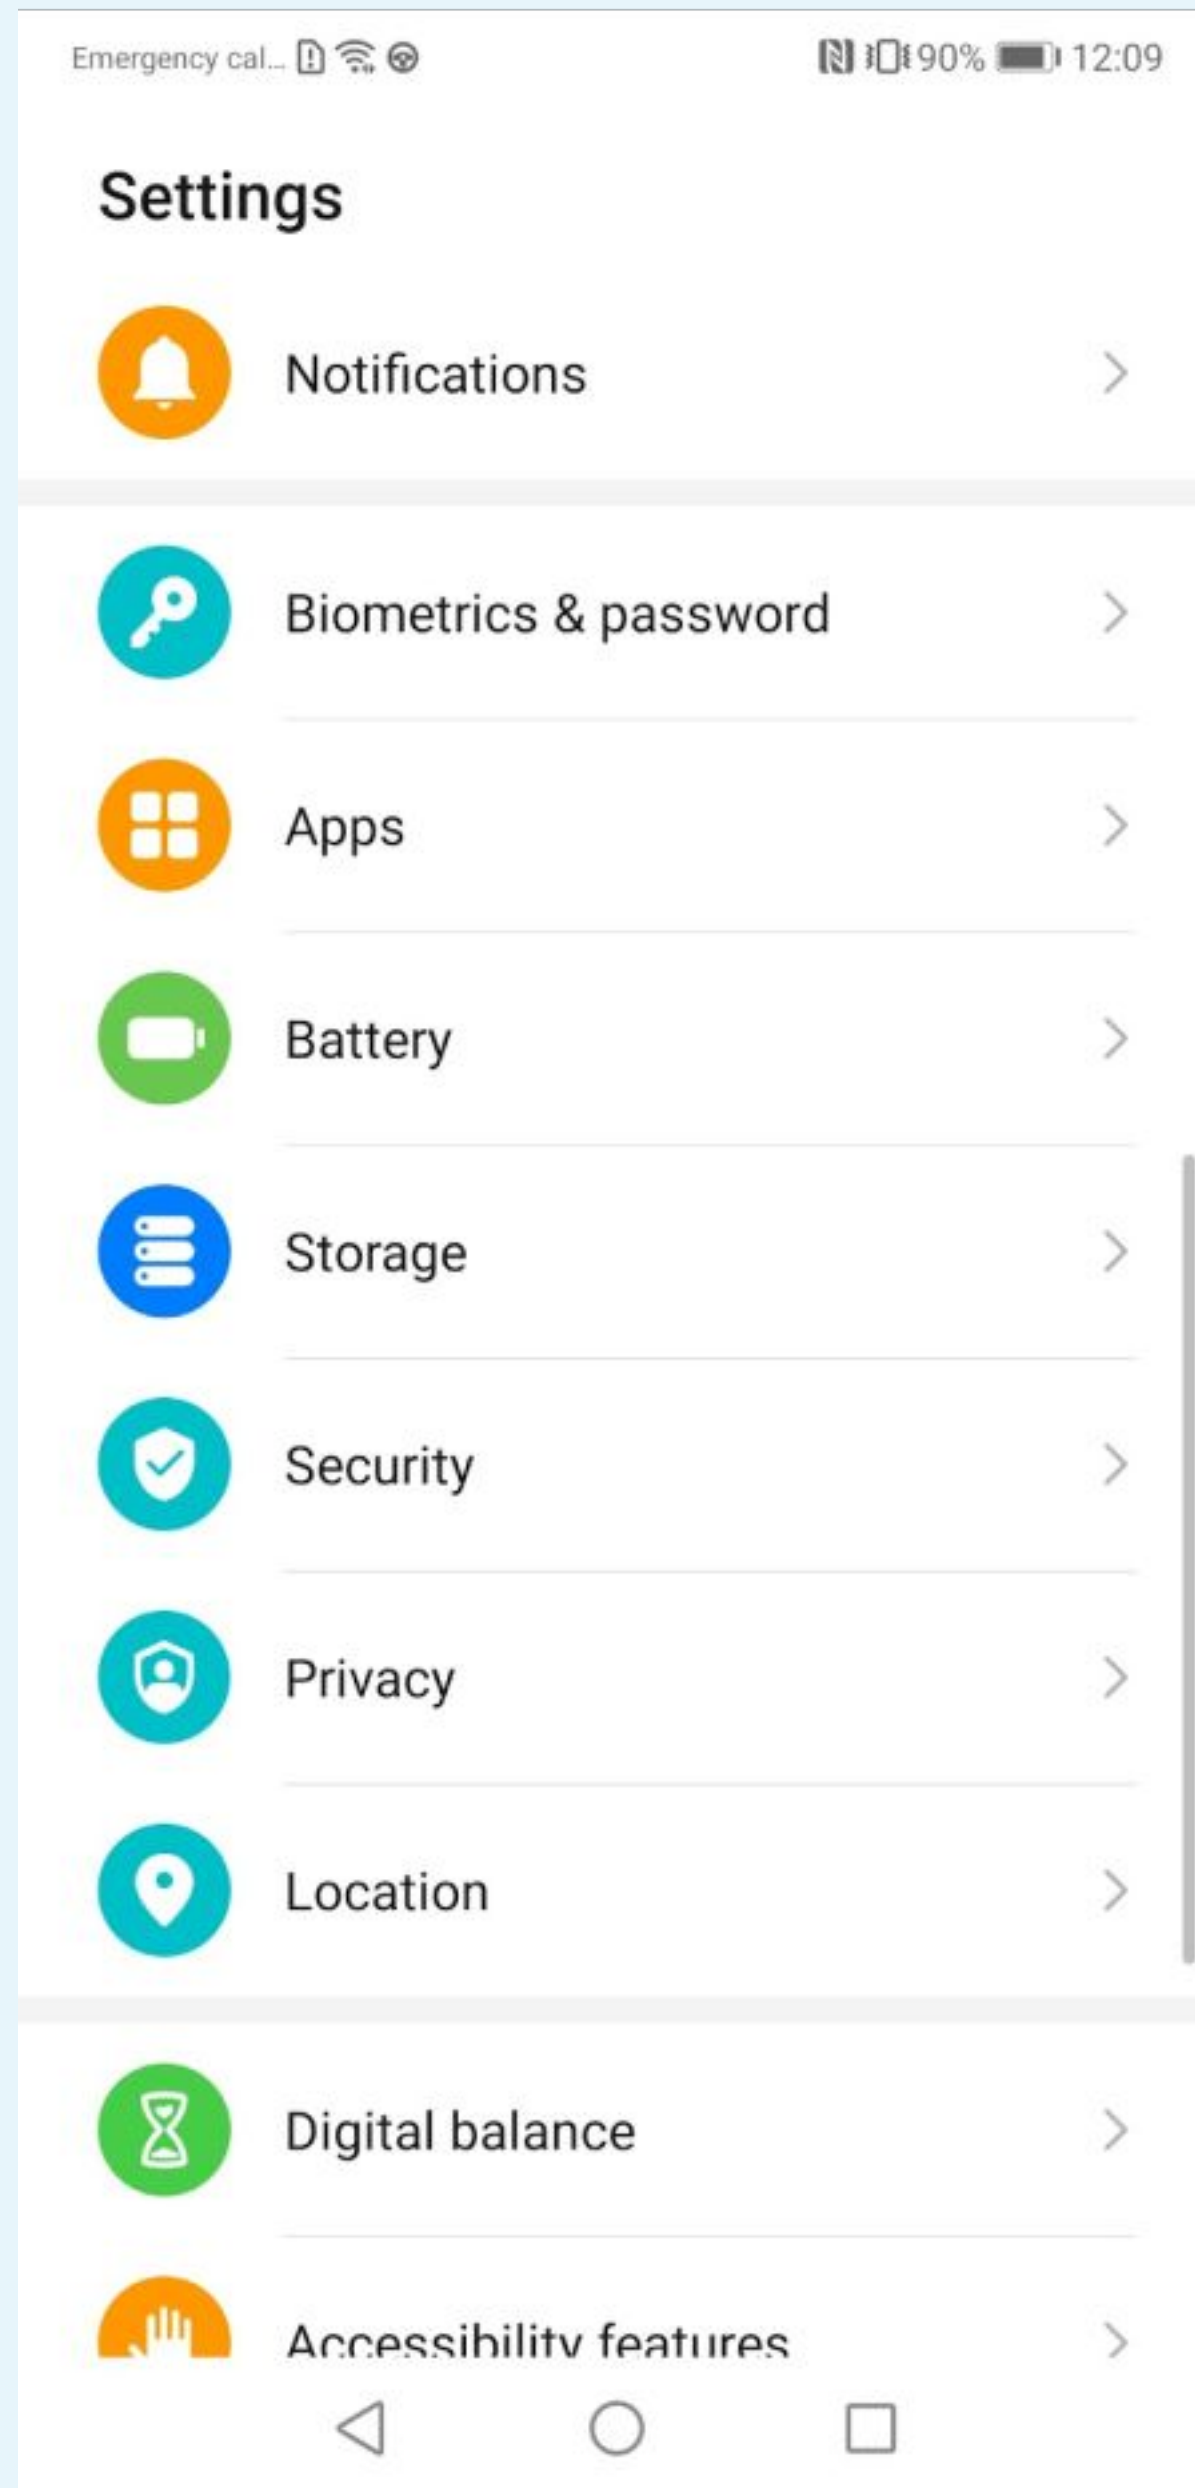 Emergency cal... 90% 12:09
Settings
Notifications
Biometrics & password
Apps
Battery
Storage
Security
Privacy
Location
Digital balance
Accessibility features